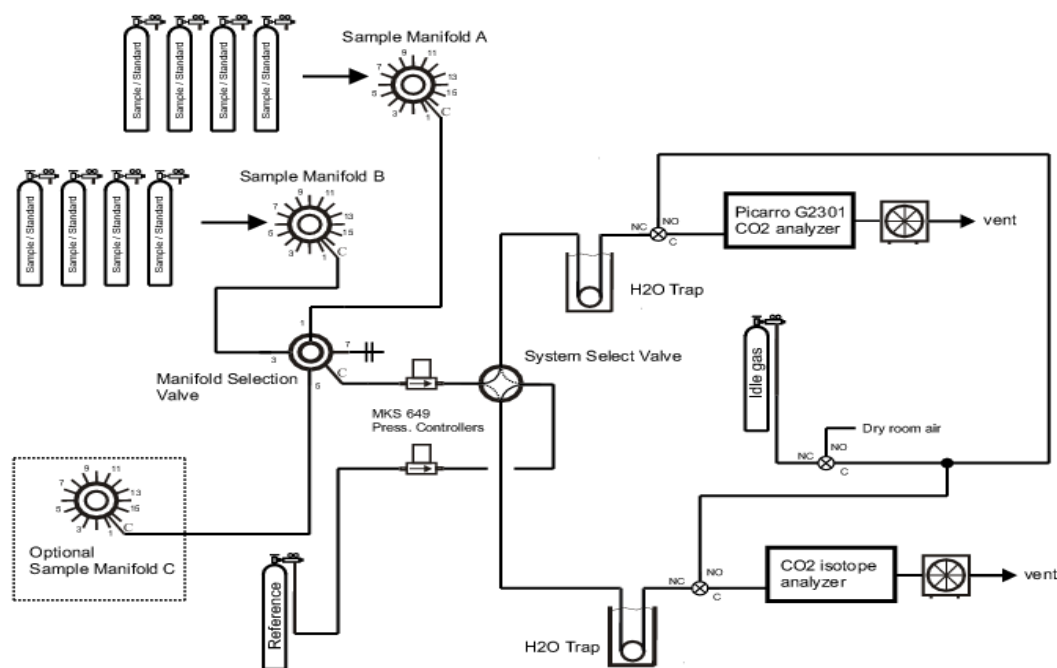 Sample / Standard
Sample / Standard
Sample / Standard
Sample / Standard
Sample Manifold A
1
3
5
7
9
11
13
15
C
Sample / Standard
Sample / Standard
Sample / Standard
Sample / Standard
Sample Manifold B
1
3
5
7
9
11
13
15
C
1
3
5
7
C
Manifold Selection
Valve
MKS 649
Press. Controllers
System Select Valve
H2O Trap
NC
NO
C
Picarro G2301
CO2 analyzer
vent
Idle gas
Dry room air
NC
NO
C
1
3
5
7
9
11
13
15
C
Optional
Sample Manifold C
Reference
H2O Trap
NC
NO
C
CO2 isotope
analyzer
vent